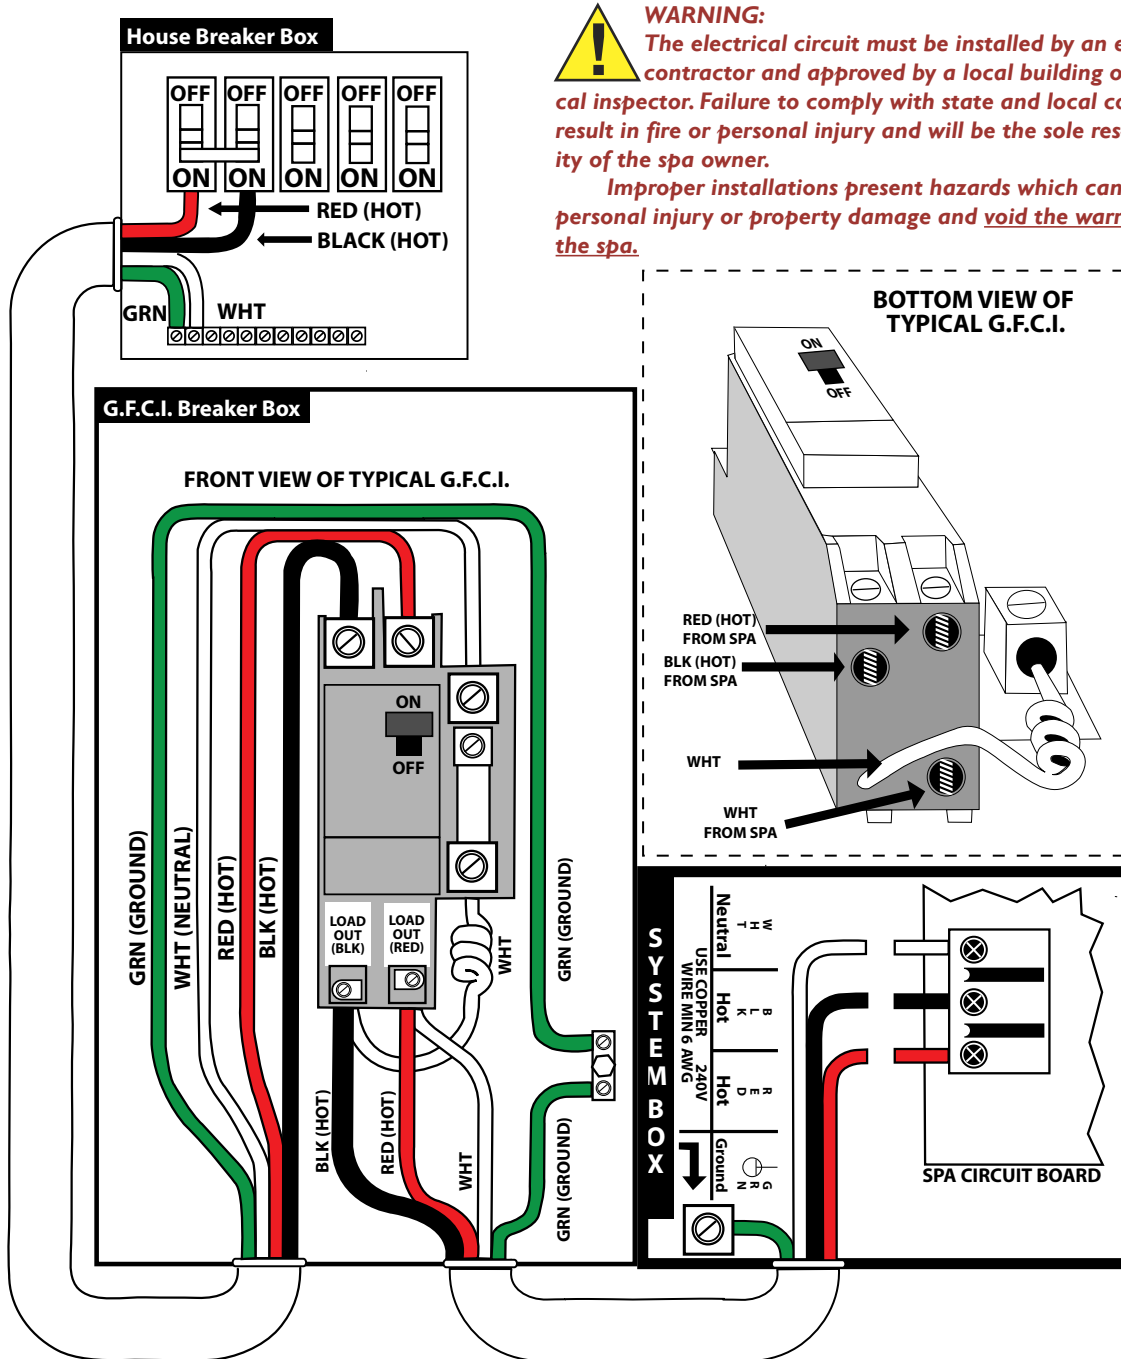 House Breaker Box
OFF OFF OFF OFF OFF
ON ON ON ON ON
RED (HOT)
BLACK (HOT)
GRN
WHT
WARNING:
The electrical circuit must be installed by an e
contractor and approved by a local building o
cal inspector. Failure to comply with state and local co
result in fire or personal injury and will be the sole res
ity of the spa owner.
Improper installations present hazards which can
personal injury or property damage and void the warr
the spa.
BOTTOM VIEW OF
TYPICAL G.F.C.I.
ON
OFF
RED (HOT)
FROM SPA
BLK (HOT)
FROM SPA
WHT
WHT
FROM SPA
G.F.C.I. Breaker Box
FRONT VIEW OF TYPICAL G.F.C.I.
ON
OFF
GRN (GROUND)
WHT (NEUTRAL)
RED (HOT)
BLK (HOT)
LOAD
OUT
(BLK)
LOAD
OUT
(RED)
WHT
GRN (GROUND)
BLK (HOT)
RED (HOT)
WHT
GRN (GROUND)
SYSTEM BOX
Neutral
WHT
Hot
BLK
Hot
RED
Ground
GRN
USE COPPER 240V
WIRE MIN 6 AWG
SPA CIRCUIT BOARD